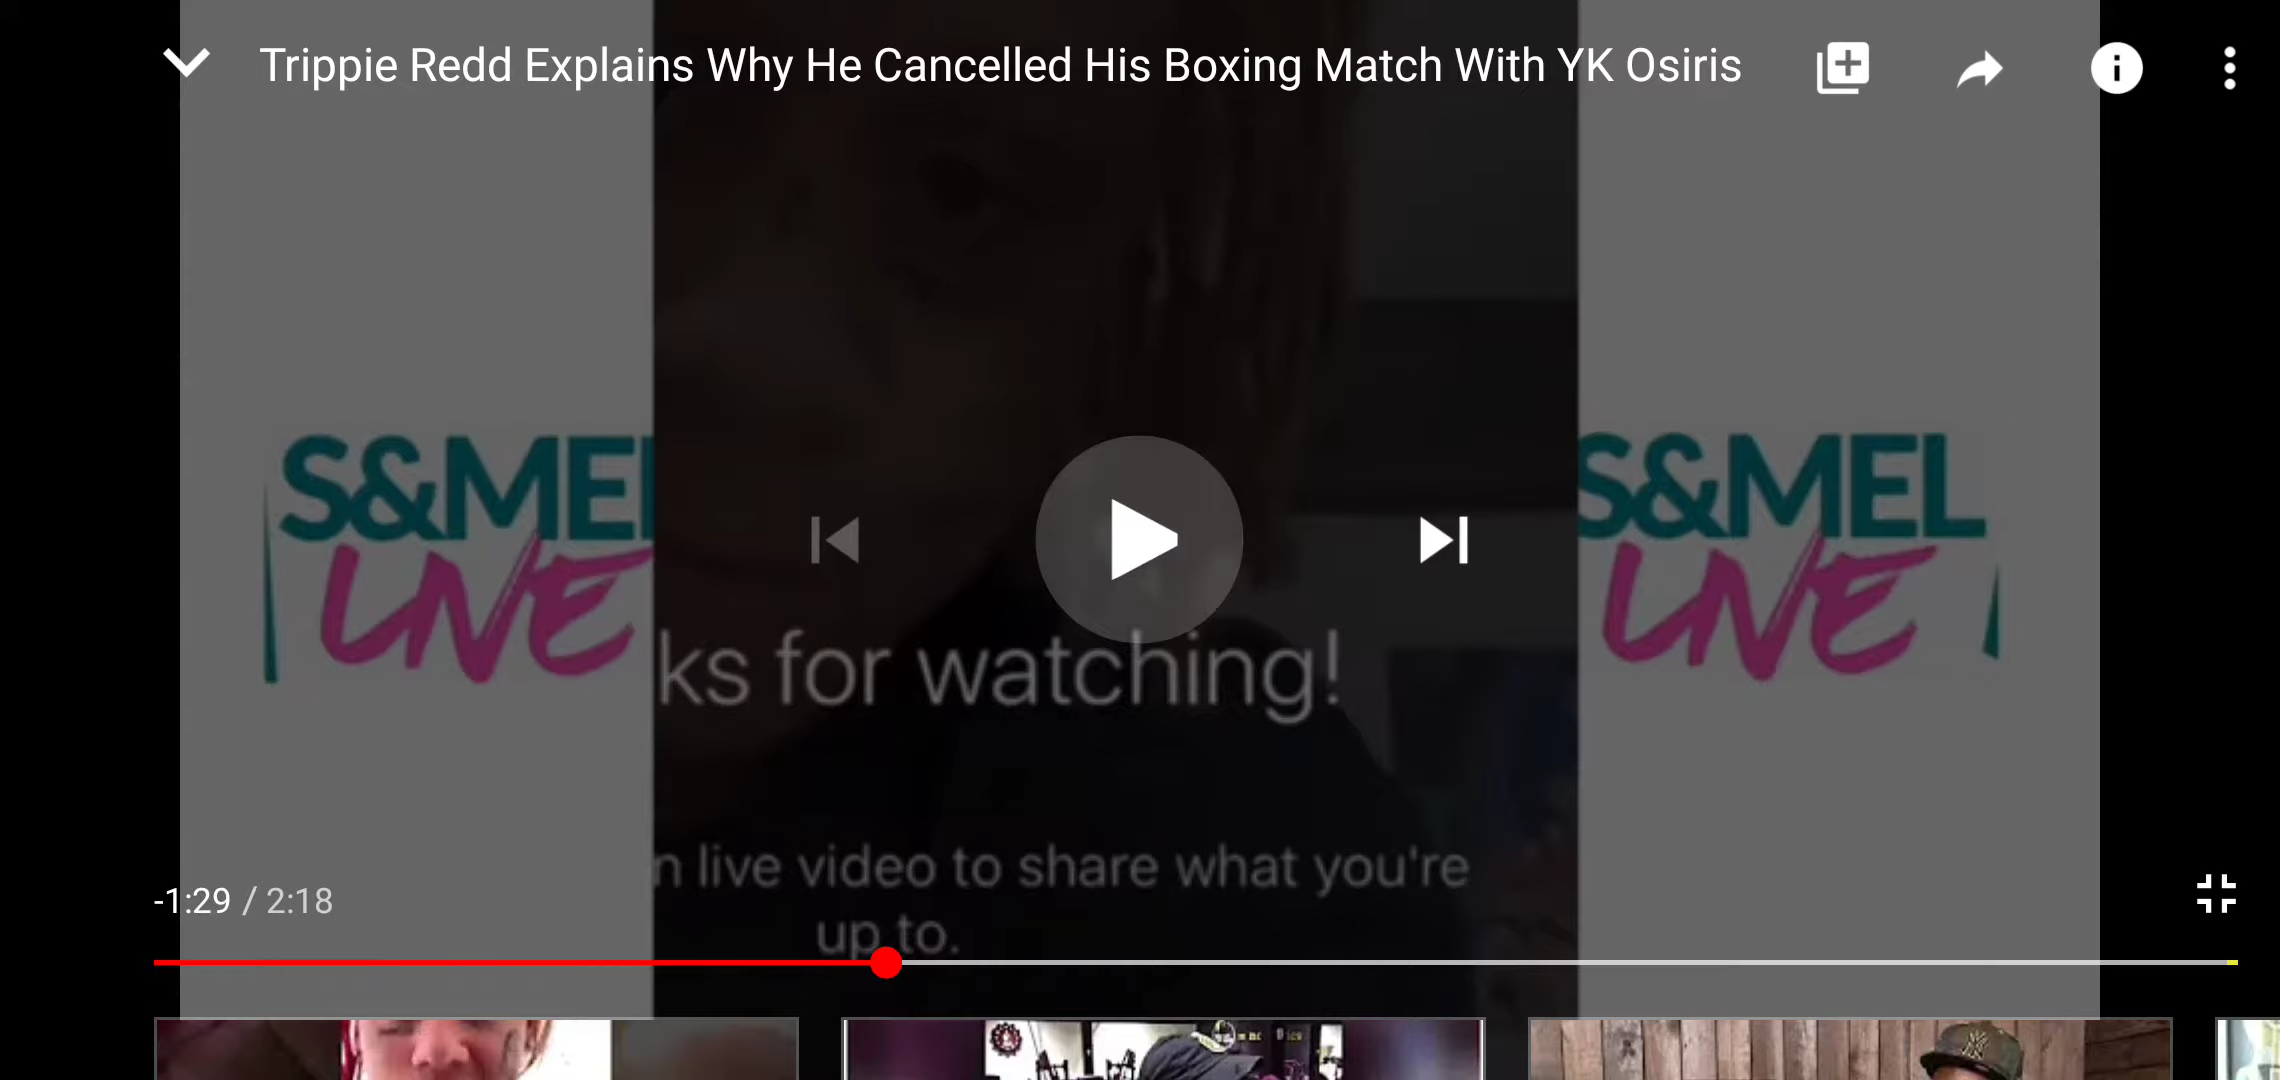 Trippie Redd Explains Why He Cancelled His Boxing Match With YK Osiris
S&MEL
LIVE
S&MEL
LIVE
ks for watching!
n live video to share what you're
up to.
-1:29 / 2:18